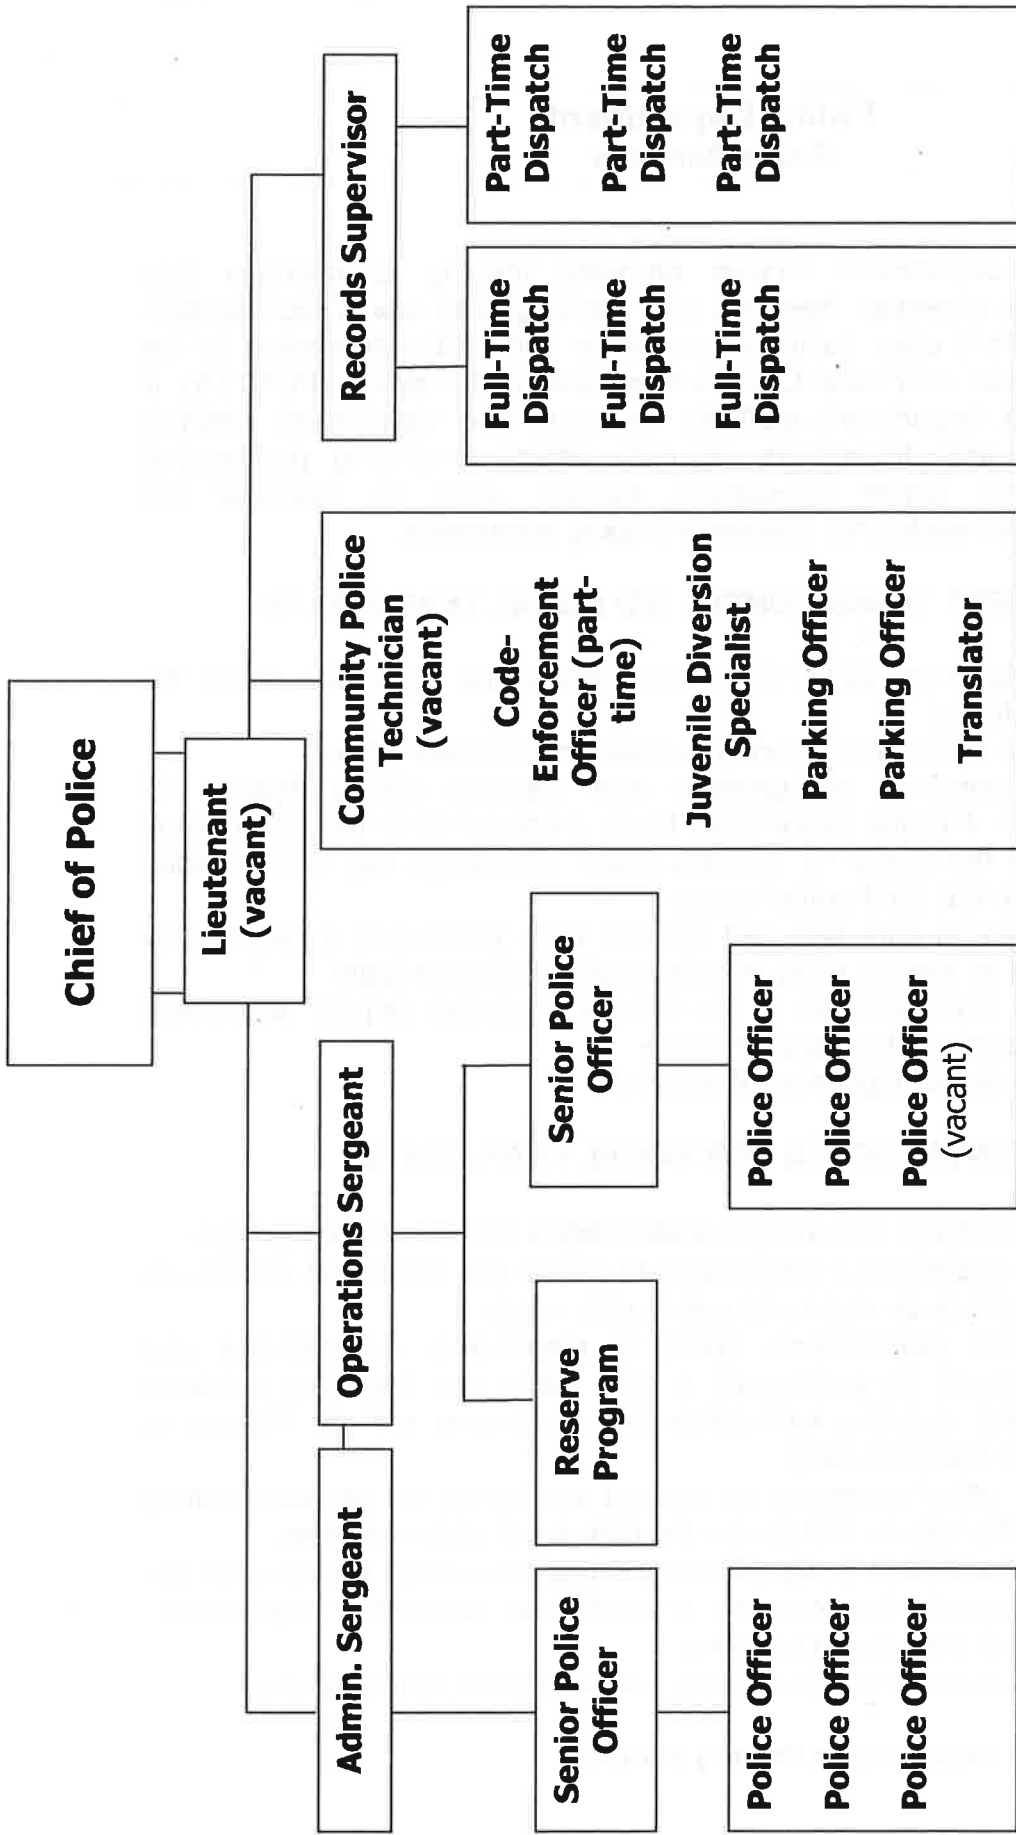 Chief of Police
Lieutenant
(vacant)
Admin. Sergeant
Operations Sergeant
Community Police
Technician
(vacant)
Code-
Enforcement
Officer (part-
time)
Juvenile Diversion
Specialist
Parking Officer
Parking Officer
Translator
Records Supervisor
Senior Police
Officer
Reserve
Program
Senior Police
Officer
Full-Time
Dispatch
Full-Time
Dispatch
Full-Time
Dispatch
Part-Time
Dispatch
Part-Time
Dispatch
Part-Time
Dispatch
Police Officer
Police Officer
Police Officer
Police Officer
Police Officer
Police Officer
(vacant)